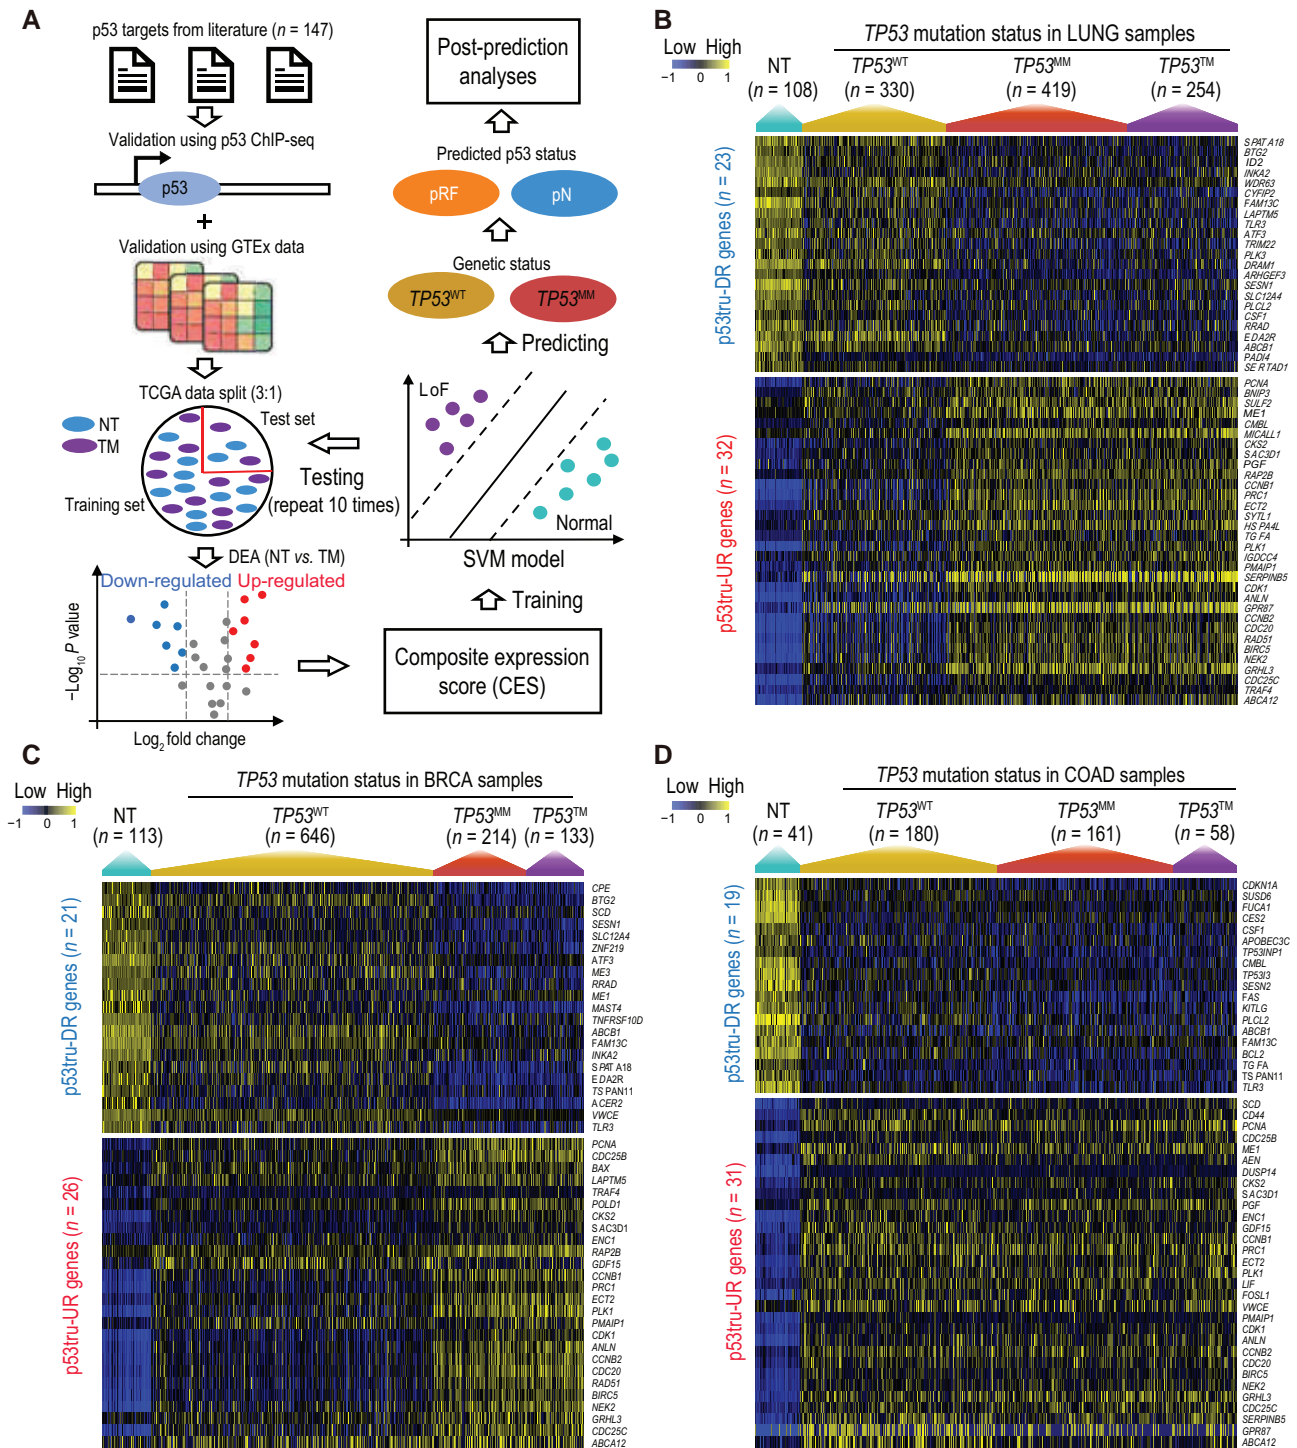 A
p53 targets from literature (n = 147)
Validation using p53 ChIP-seq
p53
+
Validation using GTEx data
TCGA data split (3:1)
NT
TM
Test set
Training set
DEA (NT vs. TM)
Down-regulated Up-regulated
−Log10 P value
Log2 fold change
Post-prediction
analyses
Predicted p53 status
pRF
pN
Genetic status
TP53WT
TP53MM
Predicting
LoF
Normal
Testing
(repeat 10 times)
SVM model
Training
Composite expression
score (CES)
B
Low High
−1 0 1
TP53 mutation status in LUNG samples
NT
(n = 108)
TP53WT
(n = 330)
TP53MM
(n = 419)
TP53TM
(n = 254)
p53tru-DR genes (n = 23)
SPATA18
BTG2
ID2
INKA2
WDR63
CYFIP2
FAM13C
LAPTM5
TLR3
ATF3
TRIM22
PLK3
DRAM1
ARHGEF3
SESN1
SLC12A4
PLCL2
CSF1
RRAD
EDA2R
ABCB1
PADI4
SERTAD1
p53tru-UR genes (n = 32)
PCNA
BNIP3
SULF2
ME1
CMBL
MICALL1
CKS2
SAC3D1
PGF
RAP2B
CCNB1
PRC1
ECT2
SYTL1
HSPA4L
TGFA
PLK1
IGDCC4
PMAIP1
SERPINB5
CDK1
ANLN
GPR87
CCNB2
CDC20
RAD51
BIRC5
NEK2
GRHL3
CDC25C
TRAF4
ABCA12
C
Low High
−1 0 1
TP53 mutation status in BRCA samples
NT
(n = 113)
TP53WT
(n = 646)
TP53MM
(n = 214)
TP53TM
(n = 133)
p53tru-DR genes (n = 21)
CPE
BTG2
SCD
SESN1
SLC12A4
ZNF219
ATF3
ME3
RRAD
ME1
MAST4
TNFRSF10D
ABCB1
FAM13C
INKA2
SPATA18
EDA2R
TSPAN11
ACER2
VWCE
TLR3
p53tru-UR genes (n = 26)
PCNA
CDC25B
BAX
LAPTM5
TRAF4
POLD1
CKS2
SAC3D1
ENC1
RAP2B
GDF15
CCNB1
PRC1
ECT2
PLK1
PMAIP1
CDK1
ANLN
CCNB2
CDC20
RAD51
BIRC5
NEK2
GRHL3
CDC25C
ABCA12
D
Low High
−1 0 1
TP53 mutation status in COAD samples
NT
(n = 41)
TP53WT
(n = 180)
TP53MM
(n = 161)
TP53TM
(n = 58)
p53tru-DR genes (n = 19)
CDKN1A
SUSD6
FUCA1
CES2
CSF1
APOBEC3C
TP53INP1
CMBL
TP53I3
SESN2
FAS
KITLG
PLCL2
ABCB1
FAM13C
BCL2
TGFA
TSPAN11
TLR3
p53tru-UR genes (n = 31)
SCD
CD44
PCNA
CDC25B
ME1
AEN
DUSP14
CKS2
SAC3D1
PGF
ENC1
GDF15
CCNB1
PRC1
ECT2
PLK1
LIF
FOSL1
VWCE
PMAIP1
CDK1
ANLN
CCNB2
CDC20
BIRC5
NEK2
GRHL3
CDC25C
SERPINB5
GPR87
ABCA12